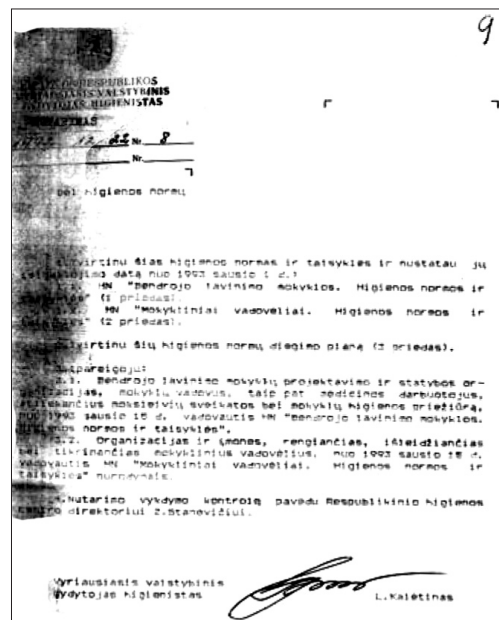 9
RESPUBLIKOS
VALSTYBINIS
GYDYTOJAS HIGIENISTAS
12 22 Nr. 8
Nr.
Dėl higienos normų
šias higienos normas ir taisykles ir nustatau jų
datą nuo 1993 sausio 1 d.:
HN "Bendrojo lavinimo mokyklos. Higienos normos ir
taisyklės" (1 priedas).
HN "Mokykliniai vadovėliai. Higienos normos ir
taisyklės" (2 priedas).
šių higienos normų diegimo planą (3 priedas).
Įpareigoju:
3.1. Bendrojo lavinimo mokyklų projektavimo ir statybos or-
ganizacijas, mokyklų vadovus, taip pat medicinos darbuotojus,
atliekančius moksleivių sveikatos bei mokyklų higienos priežiūrą,
nuo 1993 sausio 15 d. vadovautis HN "Bendrojo lavinimo mokyklos.
Higienos normos ir taisyklės".
3.2. Organizacijas ir įmones, rengiančias, išleidžiančias
bei tikrinančias mokyklinius vadovėlius, nuo 1993 sausio 15 d.
vadovautis HN "Mokykliniai vadovėliai. Higienos normos ir
taisyklės" nurodymais.
Nutarimo vykdymo kontrolę pavedu Respublikinio higienos
centro direktoriui Z.Stanevičiui.
Vyriausiasis valstybinis
gydytojas higienistas
L.Kalėtinas